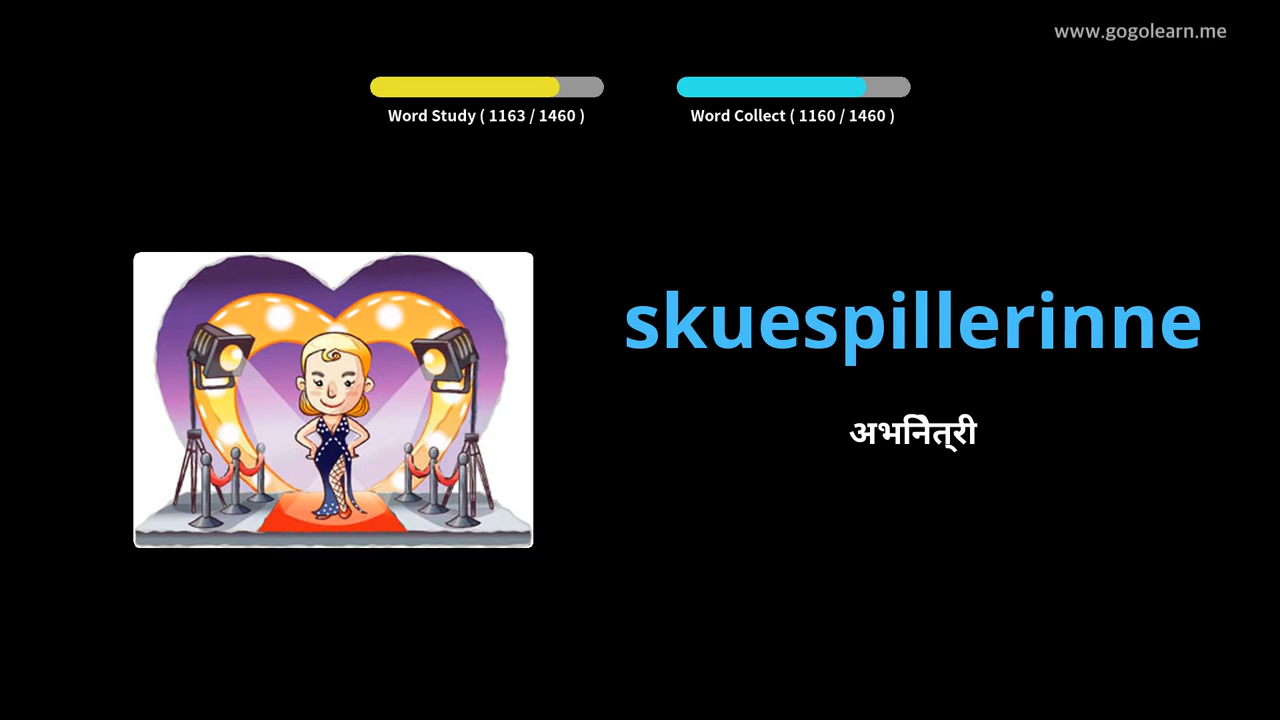 www.gogolearn.me
Word Study ( 1163 / 1460 )
Word Collect ( 1160 / 1460 )
skuespillerinne
अभिनेत्री